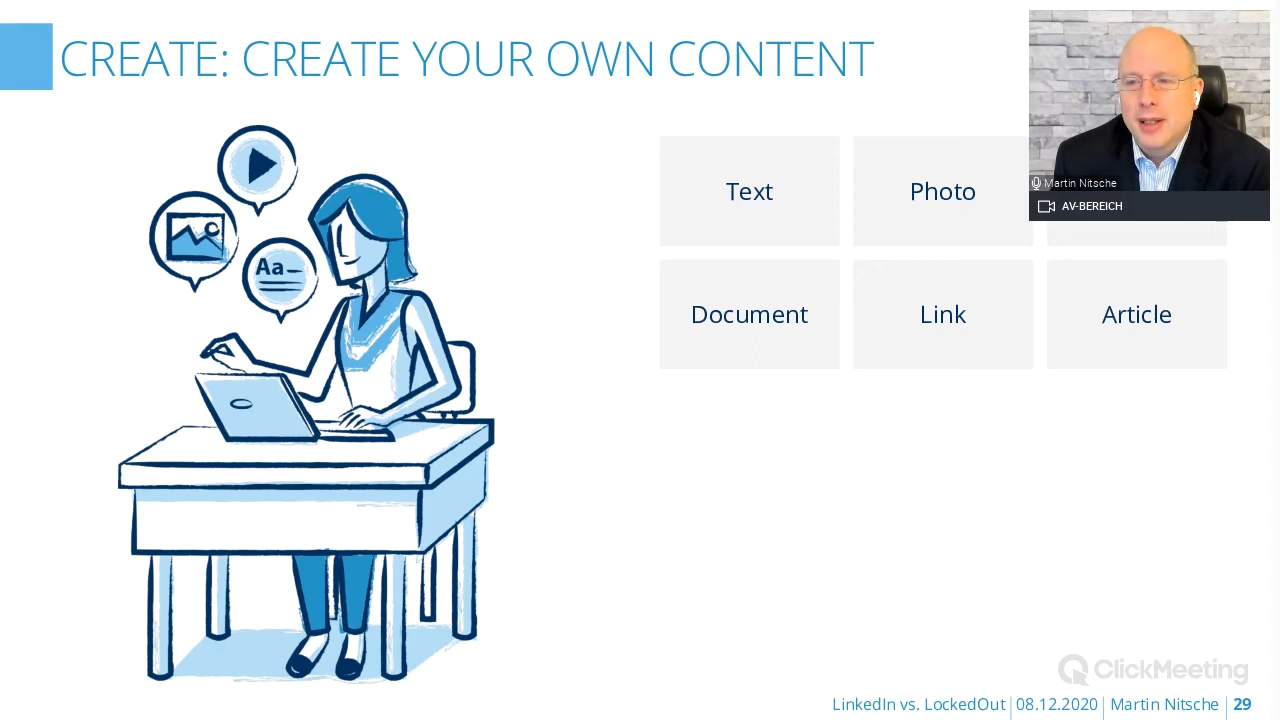 CREATE: CREATE YOUR OWN CONTENT
Aa
Text
Photo
Martin Nitsche
AV-BEREICH
Document
Link
Article
ClickMeeting
LinkedIn vs. LockedOut | 08.12.2020 | Martin Nitsche | 29